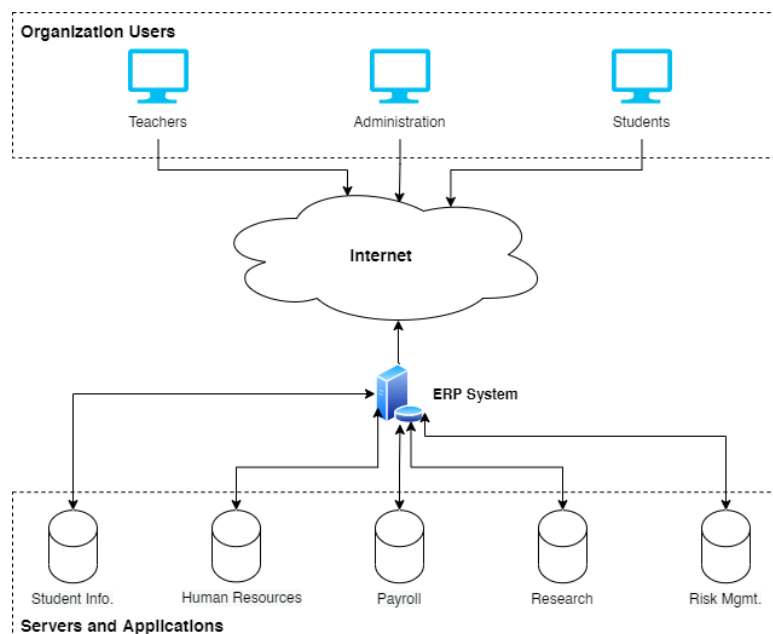 Organization Users
Teachers
Administration
Students
Internet
ERP System
Student Info.
Human Resources
Payroll
Research
Risk Mgmt.
Servers and Applications